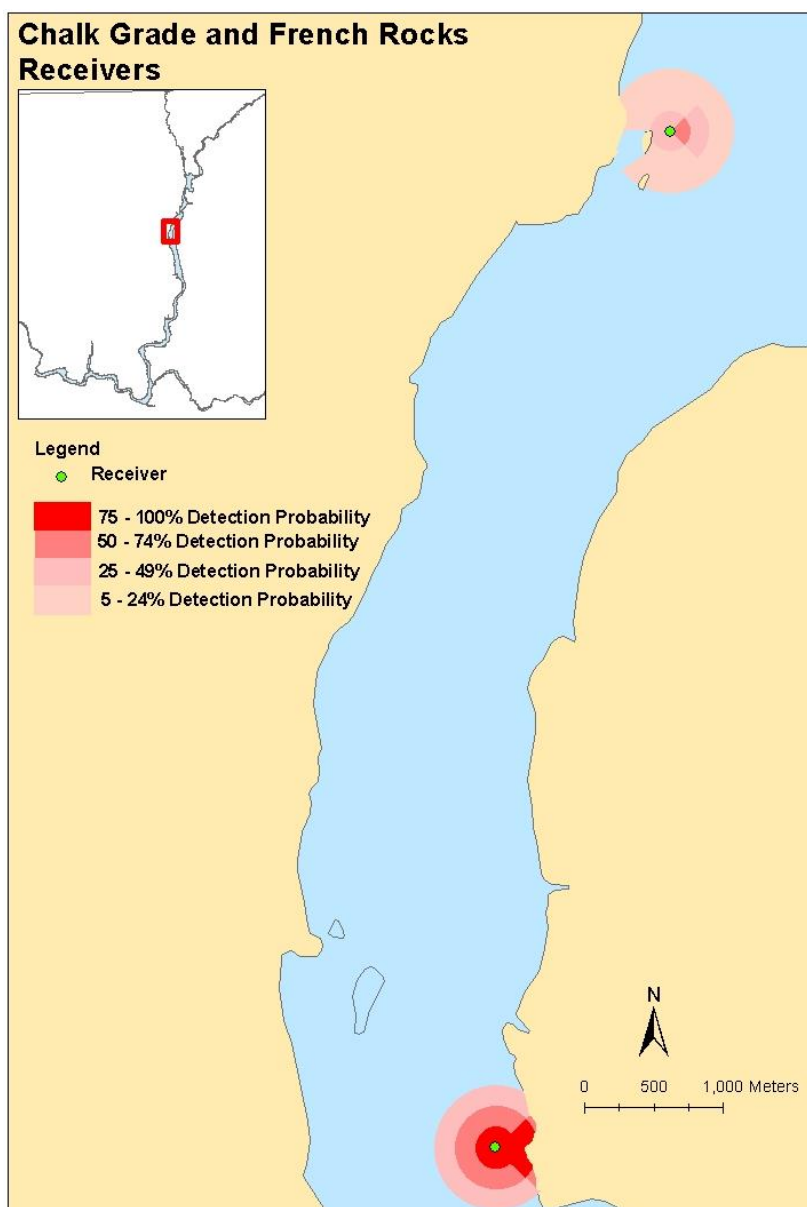 Chalk Grade and French Rocks
Receivers
Legend
Receiver
75 - 100% Detection Probability
50 - 74% Detection Probability
25 - 49% Detection Probability
5 - 24% Detection Probability
N
0 500 1,000 Meters